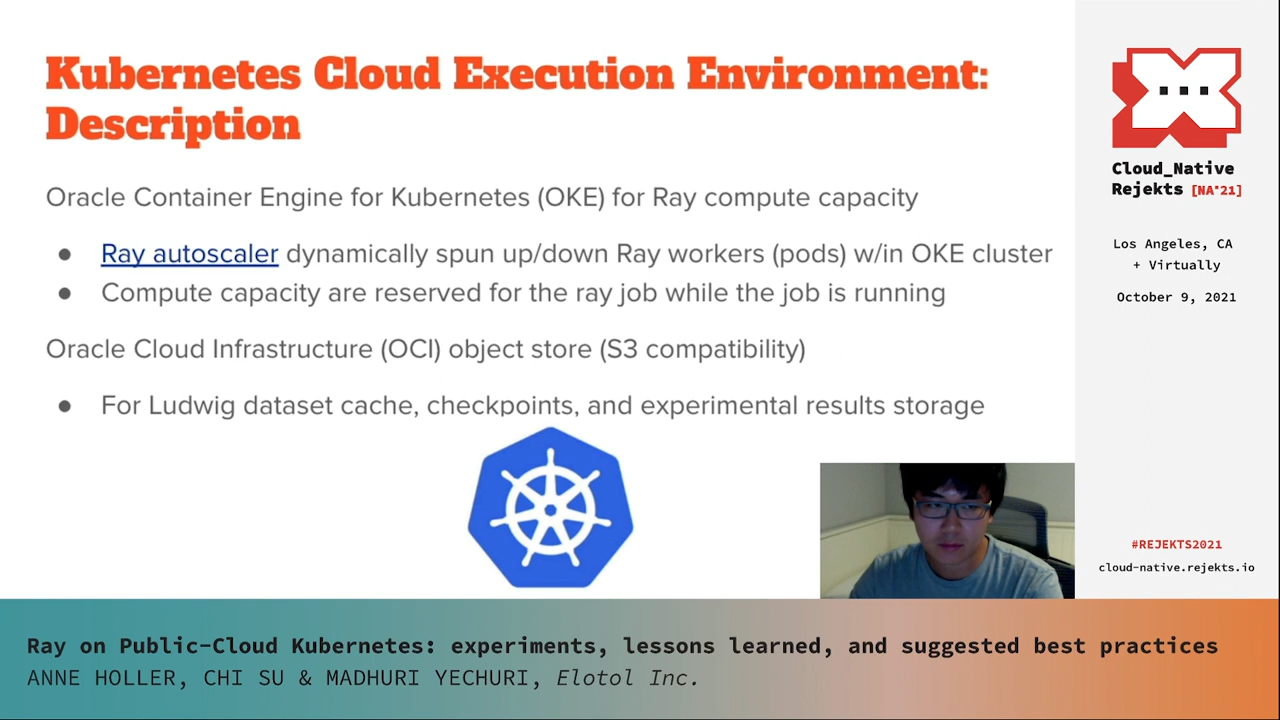 Kubernetes Cloud Execution Environment:
Description
Oracle Container Engine for Kubernetes (OKE) for Ray compute capacity
● Ray autoscaler dynamically spun up/down Ray workers (pods) w/in OKE cluster
● Compute capacity are reserved for the ray job while the job is running
Oracle Cloud Infrastructure (OCI) object store (S3 compatibility)
● For Ludwig dataset cache, checkpoints, and experimental results storage
Cloud_Native
Rejekts [NA'21]
Los Angeles, CA
+ Virtually
October 9, 2021
#REJEKTS2021
cloud-native.rejekts.io
Ray on Public-Cloud Kubernetes: experiments, lessons learned, and suggested best practices
ANNE HOLLER, CHI SU & MADHURI YECHURI, Elotol Inc.